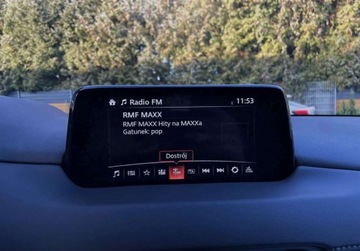 Radio FM
11:53
RMF MAXX
RMF MAXX Hity na MAXXa
Gatunek: pop
Dostrój